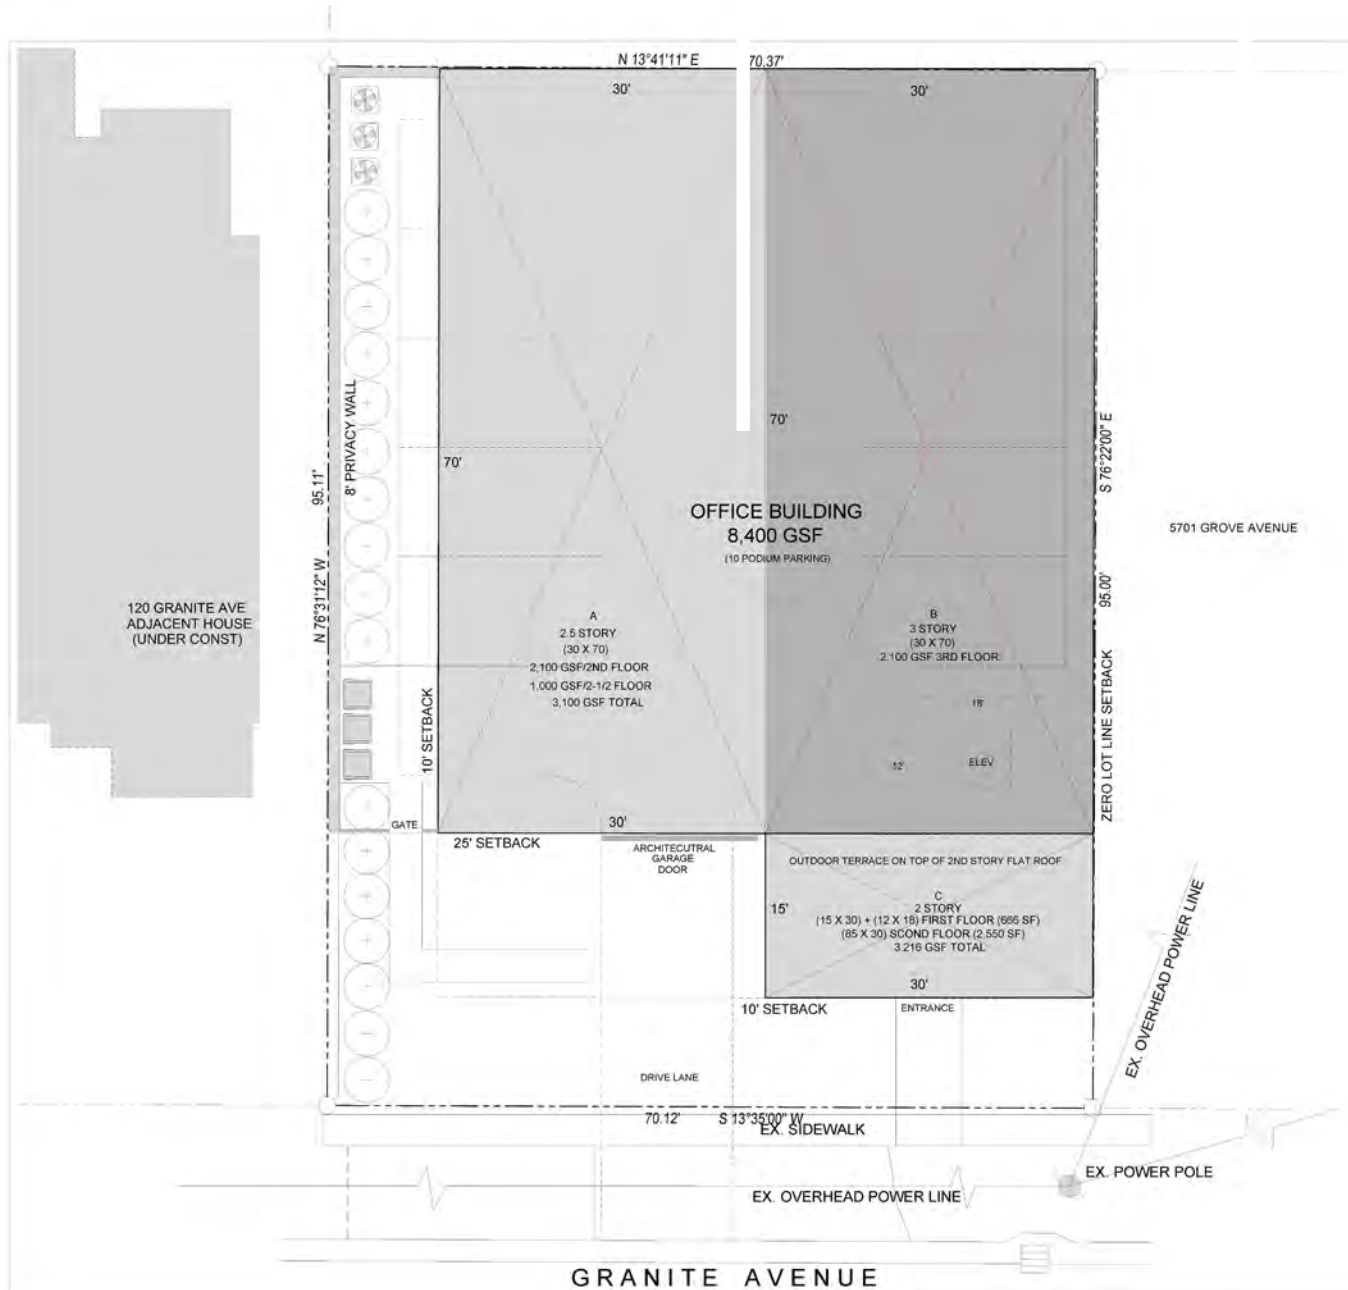 N 13°41'11" E
70.37'
30'
30'
8' PRIVACY WALL
95.11'
N 76°31'12" W
70'
70'
S 76°22'00" E
95.00'
ZERO LOT LINE SETBACK
5701 GROVE AVENUE
OFFICE BUILDING
8,400 GSF
(10 PODIUM PARKING)
120 GRANITE AVE
ADJACENT HOUSE
(UNDER CONST)
A
2.5 STORY
(30 X 70)
2,100 GSF/2ND FLOOR
1,000 GSF/2-1/2 FLOOR
3,100 GSF TOTAL
B
3 STORY
(30 X 70)
2,100 GSF 3RD FLOOR
18'
12'
ELEV
10' SETBACK
GATE
25' SETBACK
30'
ARCHITECUTRAL
GARAGE
DOOR
OUTDOOR TERRACE ON TOP OF 2ND STORY FLAT ROOF
C
2 STORY
(15 X 30) + (12 X 18) FIRST FLOOR (666 SF)
(85 X 30) SCOND FLOOR (2,550 SF)
3,216 GSF TOTAL
15'
30'
10' SETBACK
ENTRANCE
EX. OVERHEAD POWER LINE
DRIVE LANE
70.12'
S 13°35'00" W
EX. SIDEWALK
EX. POWER POLE
EX. OVERHEAD POWER LINE
GRANITE AVENUE